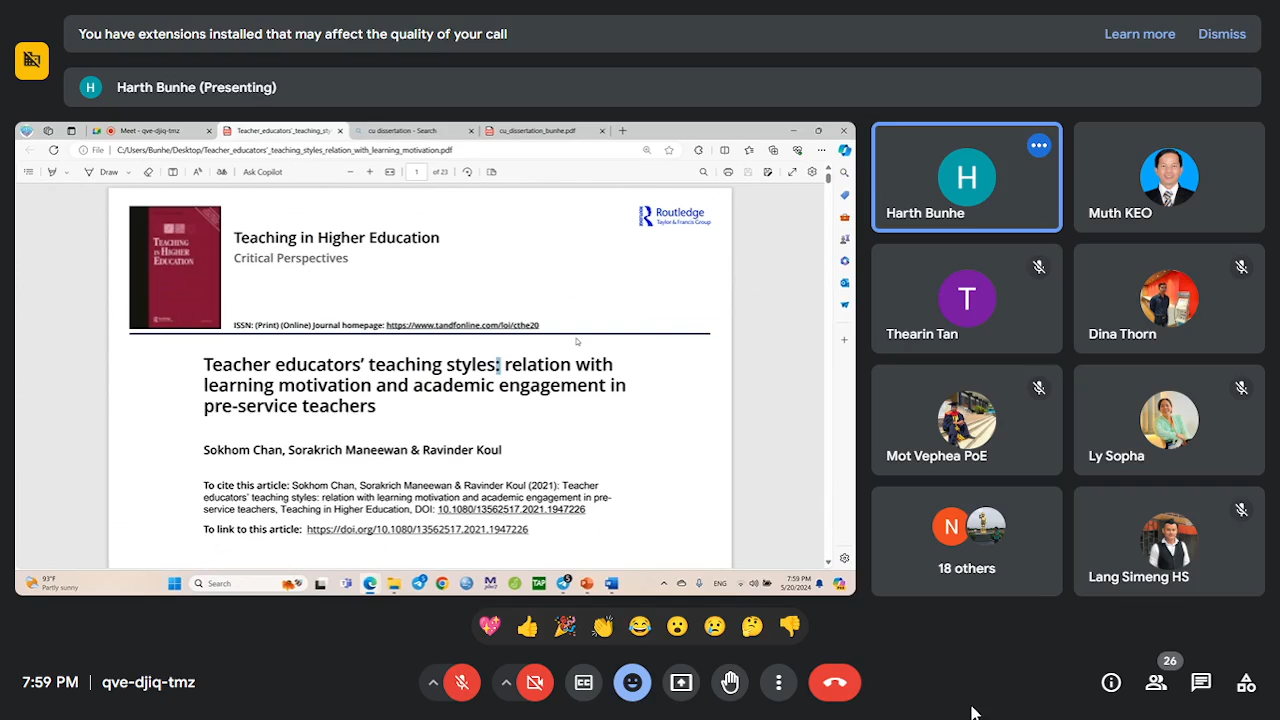 You have extensions installed that may affect the quality of your call
Learn more
Dismiss
H
Harth Bunhe (Presenting)
Meet - qve-djiq-tmz
Teacher_educators'_teaching_sty
cu dissertation - Search
cu_dissertation_bunhe.pdf
File
C:/Users/Bunhe/Desktop/Teacher_educators'_teaching_styles_relation_with_learning_motivation.pdf
Draw
Ask Copilot
1
of 23
TEACHING
IN HIGHER
EDUCATION
Teaching in Higher Education
Critical Perspectives
Routledge
Taylor & Francis Group
ISSN: (Print) (Online) Journal homepage: https://www.tandfonline.com/loi/cthe20
Teacher educators' teaching styles: relation with
learning motivation and academic engagement in
pre-service teachers
Sokhom Chan, Sorakrich Maneewan & Ravinder Koul
To cite this article: Sokhom Chan, Sorakrich Maneewan & Ravinder Koul (2021): Teacher
educators' teaching styles: relation with learning motivation and academic engagement in pre-
service teachers, Teaching in Higher Education, DOI: 10.1080/13562517.2021.1947226
To link to this article: https://doi.org/10.1080/13562517.2021.1947226
93°F
Partly sunny
Search
TAP
ENG
7:59 PM
5/20/2024
H
Harth Bunhe
Muth KEO
T
Thearin Tan
Dina Thorn
Mot Vephea PoE
Ly Sopha
N
18 others
Lang Simeng HS
7:59 PM
qve-djiq-tmz
26